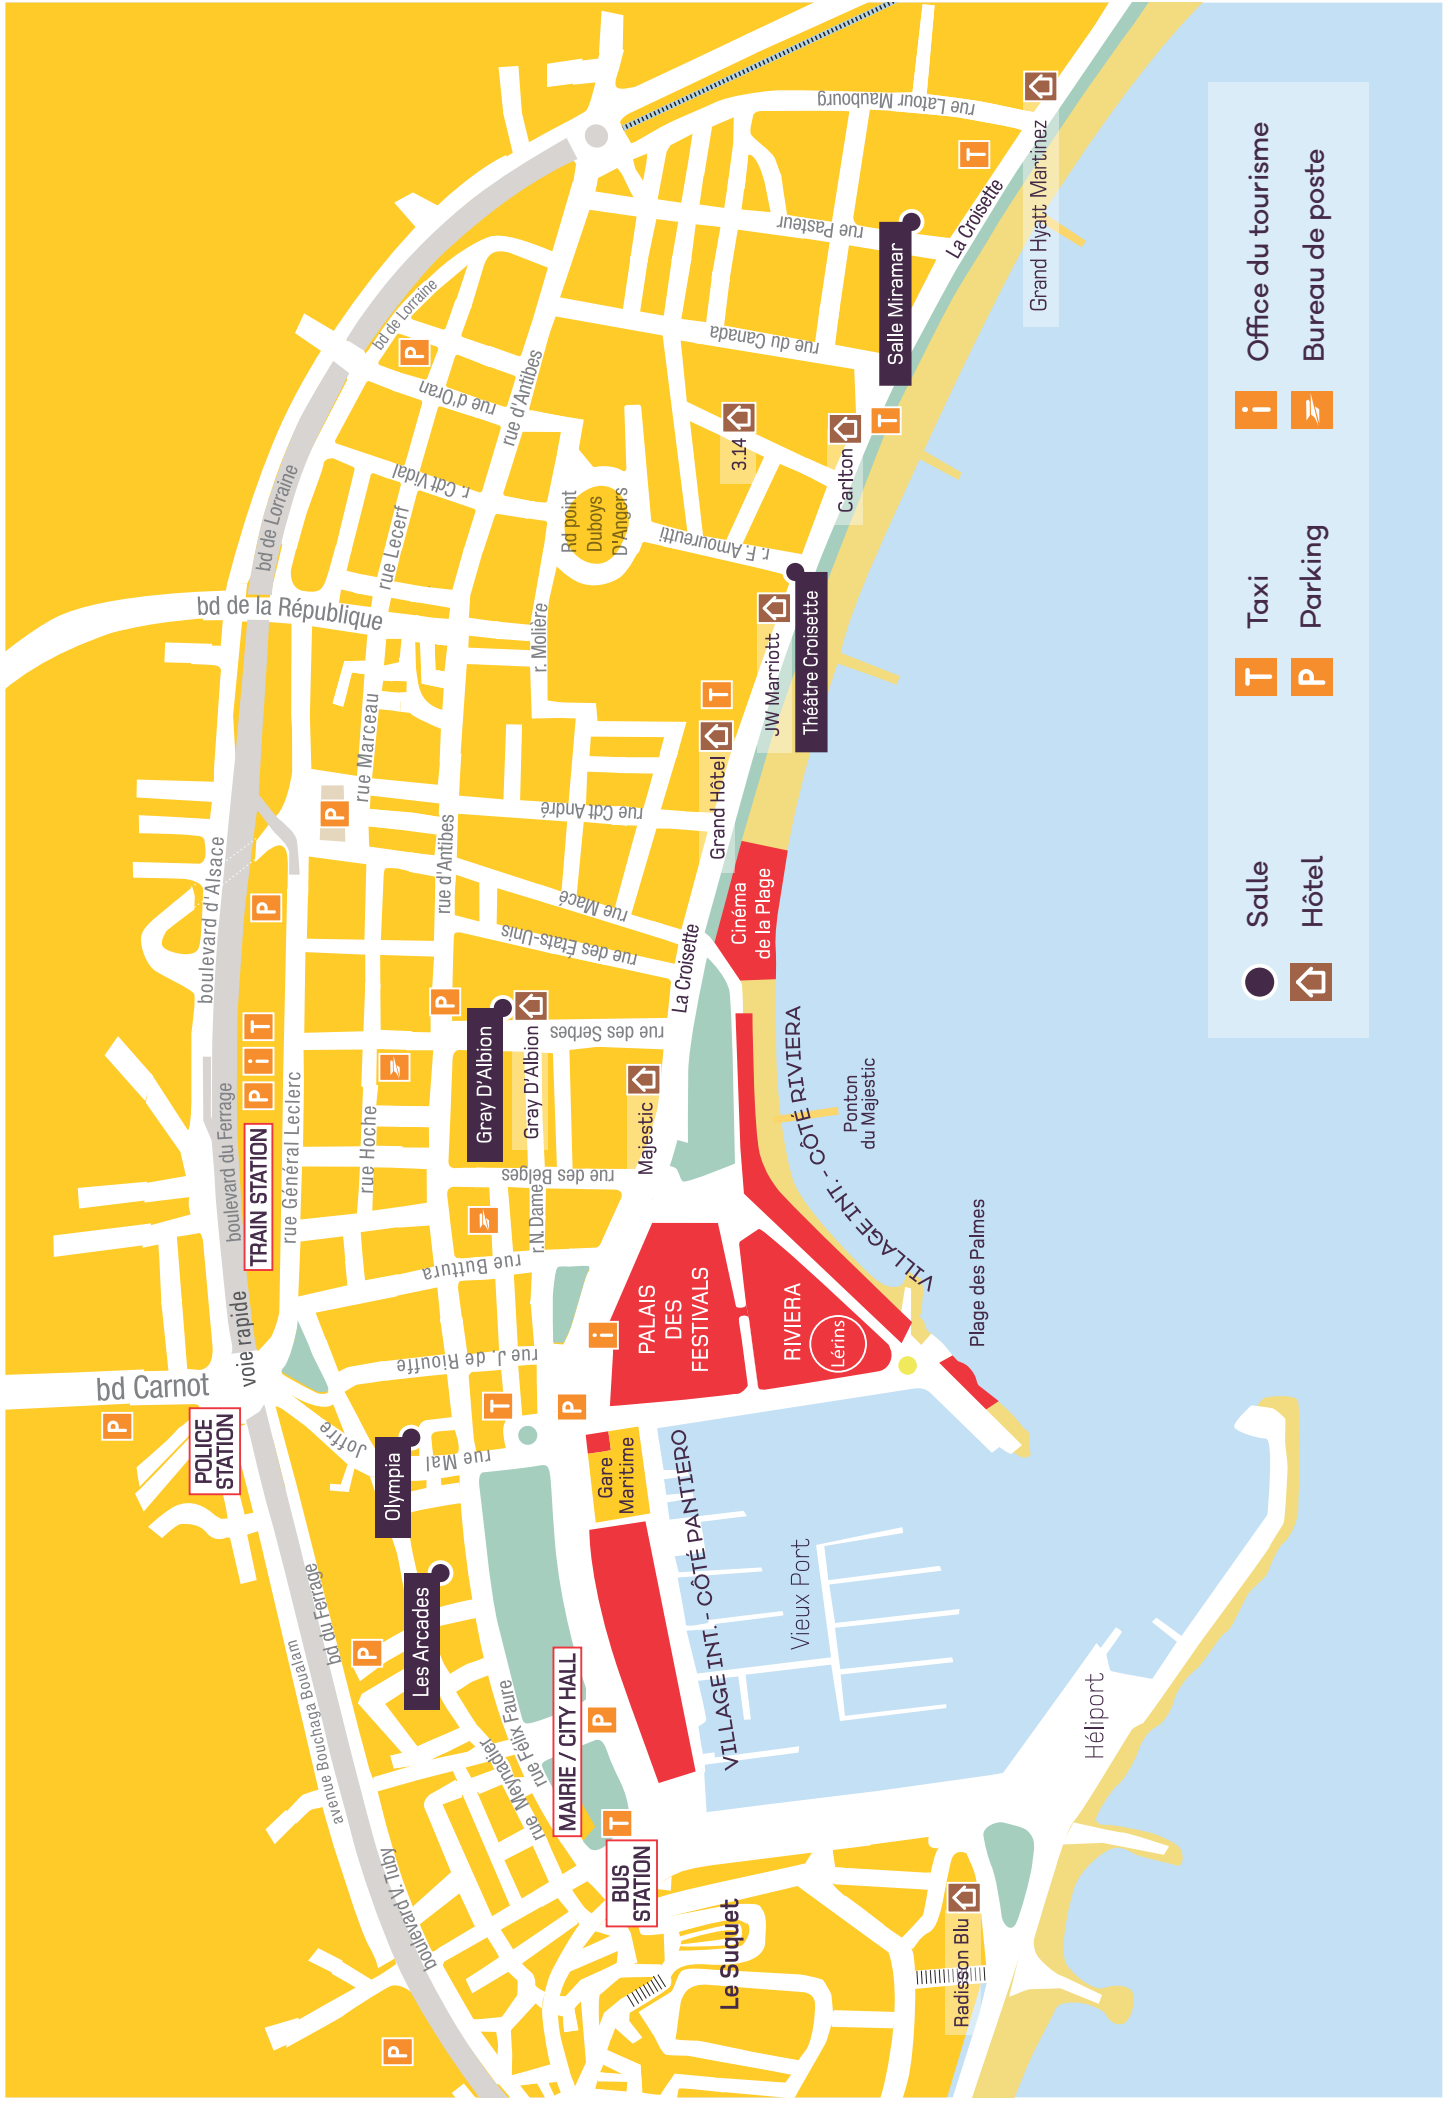 bd Carnot
voie rapide
POLICE
STATION
TRAIN STATION
boulevard du Ferrage
boulevard d'Alsace
bd de la République
bd de Lorraine
bd de Lorraine
rue Général Leclerc
rue Hoche
rue Marceau
rue Lecerf
r. Cdt Vidal
rue d'Oran
rue d'Antibes
rue d'Antibes
rue Latour Maubourg
rue Pasteur
rue du Canada
r. F. Amoureutti
Rd point
Duboys
D'Angers
r. Molière
rue Cdt André
rue Macé
rue des États-Unis
rue des Serbes
rue des Belges
r. N. Dame
rue Buttura
rue J. de Riouffe
Joffre
rue Mal
avenue Bouchaga Boualam
bd du Ferrage
boulevard V. Tuby
rue Meynadier
rue Félix Faure
Olympia
Les Arcades
Gray D'Albion
Gray D'Albion
Majestic
La Croisette
Grand Hôtel
JW Marriott
Théâtre Croisette
3.14
Carlton
Salle Miramar
La Croisette
Grand Hyatt Martinez
Cinéma
de la Plage
PALAIS
DES
FESTIVALS
RIVIERA
Lérins
VILLAGE INT. - CÔTÉ RIVIERA
Ponton
du Majestic
Plage des Palmes
Gare
Maritime
VILLAGE INT. - CÔTÉ PANTIERO
Vieux Port
Héliport
MAIRIE / CITY HALL
BUS
STATION
Le Suquet
Radisson Blu
P
P
P
P
P
P
P
P
P
P
P
i
i
T
T
T
T
T
T
Salle
Hôtel
T Taxi
P Parking
i Office du tourisme
Bureau de poste